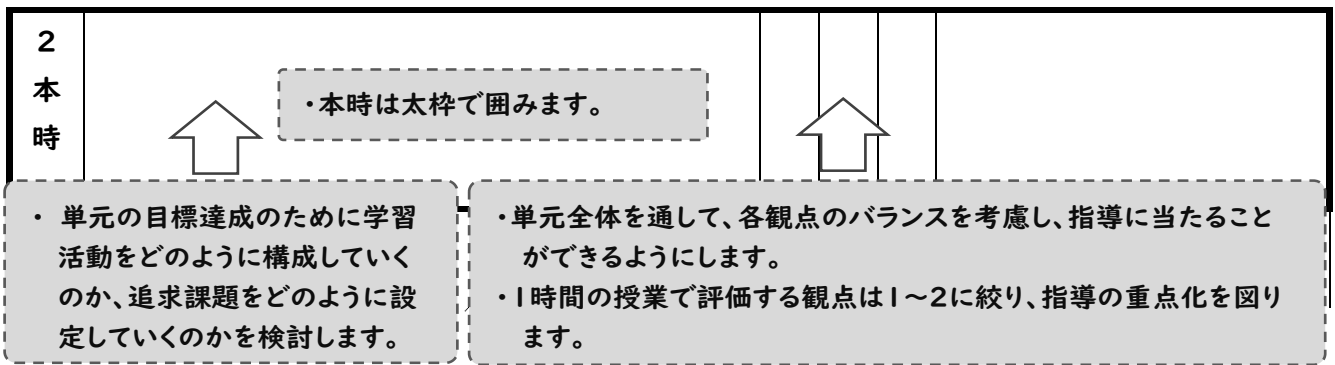 2
本
時
・本時は太枠で囲みます。
・ 単元の目標達成のために学習
活動をどのように構成していく
のか、追求課題をどのように設
定していくのかを検討します。
・単元全体を通して、各観点のバランスを考慮し、指導に当たること
ができるようにします。
・1時間の授業で評価する観点は1～2に絞り、指導の重点化を図り
ます。